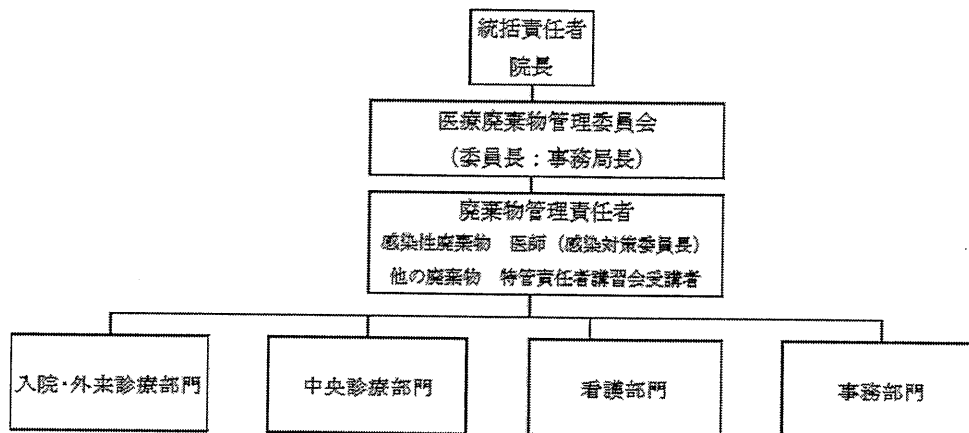 統括責任者
院長
医療廃棄物管理委員会
(委員長:事務局長)
廃棄物管理責任者
感染性廃棄物 医師(感染対策委員長)
他の廃棄物 特管責任者講習会受講者
入院・外来診療部門
中央診療部門
看護部門
事務部門